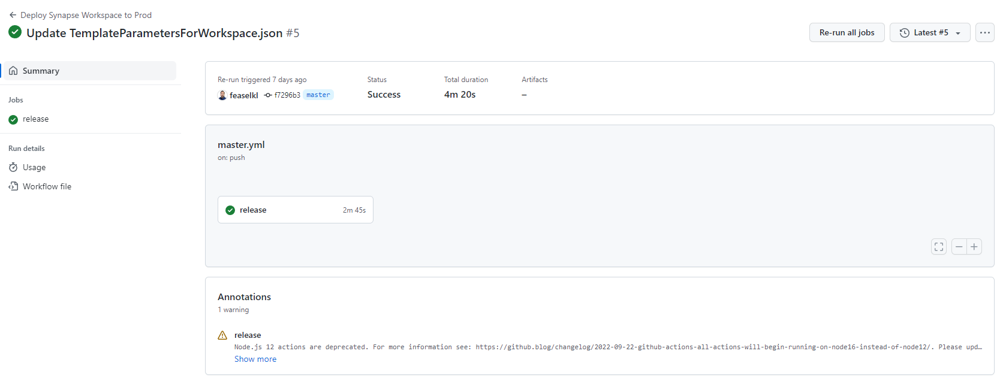 Deploy Synapse Workspace to Prod
Update TemplateParametersForWorkspace.json #5
Re-run all jobs
Latest #5
Summary
Jobs
release
Run details
Usage
Workflow file
Re-run triggered 7 days ago
feaselkl f7296b3 master
Status
Success
Total duration
4m 20s
Artifacts
–
master.yml
on: push
release 2m 45s
Annotations
1 warning
release
Node.js 12 actions are deprecated. For more information see: https://github.blog/changelog/2022-09-22-github-actions-all-actions-will-begin-running-on-node16-instead-of-node12/. Please upd…
Show more